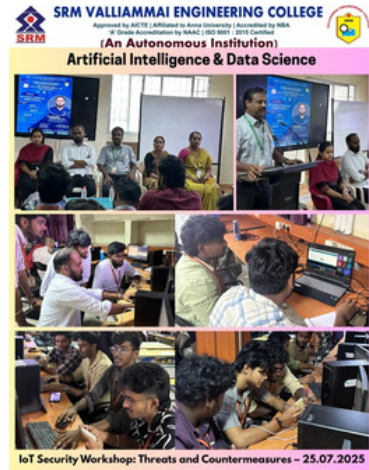 SRM VALLIAMMAI ENGINEERING COLLEGE
Approved by AICTE | Affiliated to Anna University | Accredited by NBA
'A' Grade Accreditation by NAAC | ISO 9001 : 2015 Certified
(An Autonomous Institution)
SRM
Artificial Intelligence & Data Science
IoT Security Workshop: Threats and Countermeasures – 25.07.2025